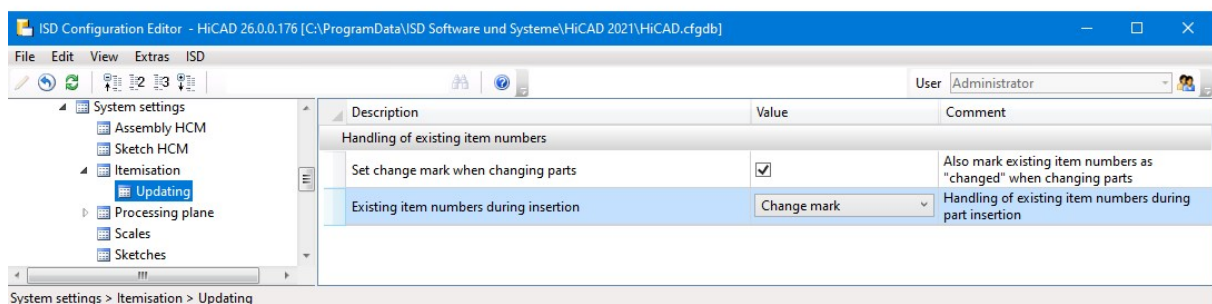 ISD Configuration Editor - HiCAD 26.0.0.176 [C:\ProgramData\ISD Software und Systeme\HiCAD 2021\HiCAD.cfgdb]
File Edit View Extras ISD
2 3 User Administrator
System settings
Assembly HCM
Sketch HCM
Itemisation
Updating
Processing plane
Scales
Sketches
Description Value Comment
Handling of existing item numbers
Set change mark when changing parts Also mark existing item numbers as
"changed" when changing parts
Existing item numbers during insertion Change mark Handling of existing item numbers during
part insertion
System settings > Itemisation > Updating